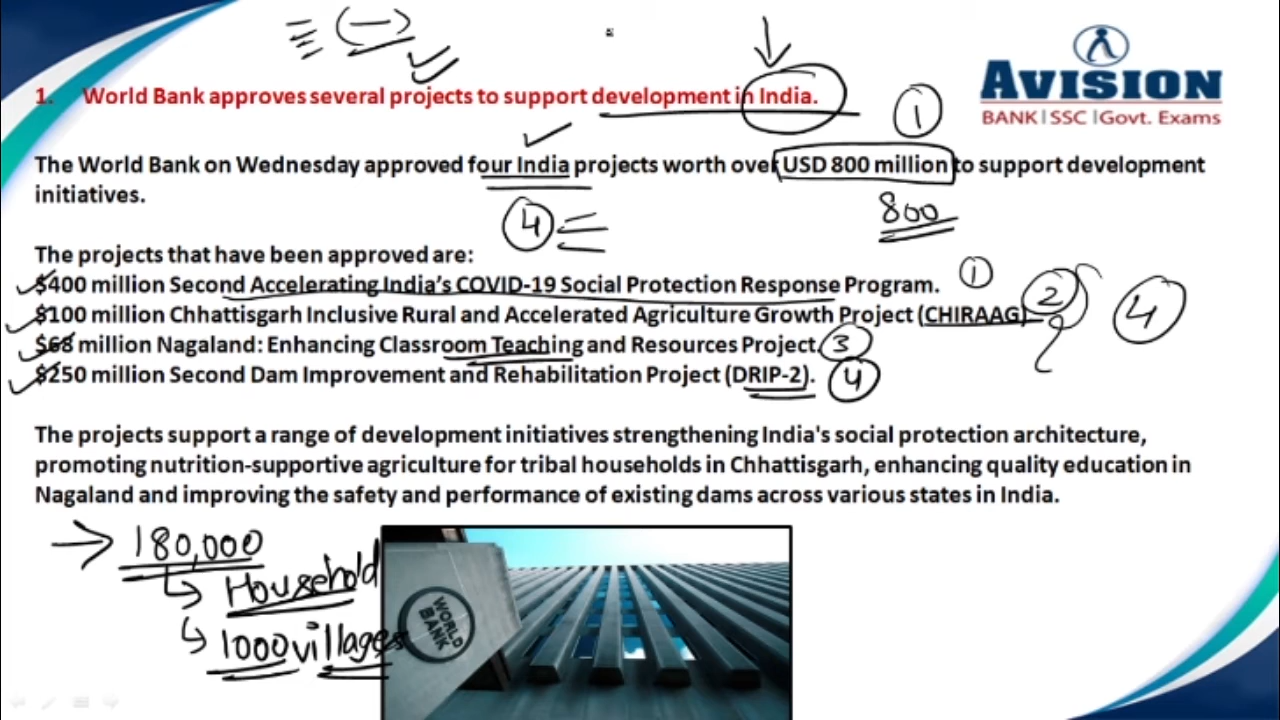 (—)
AVISION
BANK | SSC | Govt. Exams
1. World Bank approves several projects to support development in India.
1
The World Bank on Wednesday approved four India projects worth over USD 800 million to support development
initiatives.
4
800
The projects that have been approved are:
$400 million Second Accelerating India's COVID-19 Social Protection Response Program. 1
$100 million Chhattisgarh Inclusive Rural and Accelerated Agriculture Growth Project (CHIRAAG) 2
4
$68 million Nagaland: Enhancing Classroom Teaching and Resources Project. 3
$250 million Second Dam Improvement and Rehabilitation Project (DRIP-2). 4
The projects support a range of development initiatives strengthening India's social protection architecture,
promoting nutrition-supportive agriculture for tribal households in Chhattisgarh, enhancing quality education in
Nagaland and improving the safety and performance of existing dams across various states in India.
180,000
Household
1000 villages
WORLD
BANK